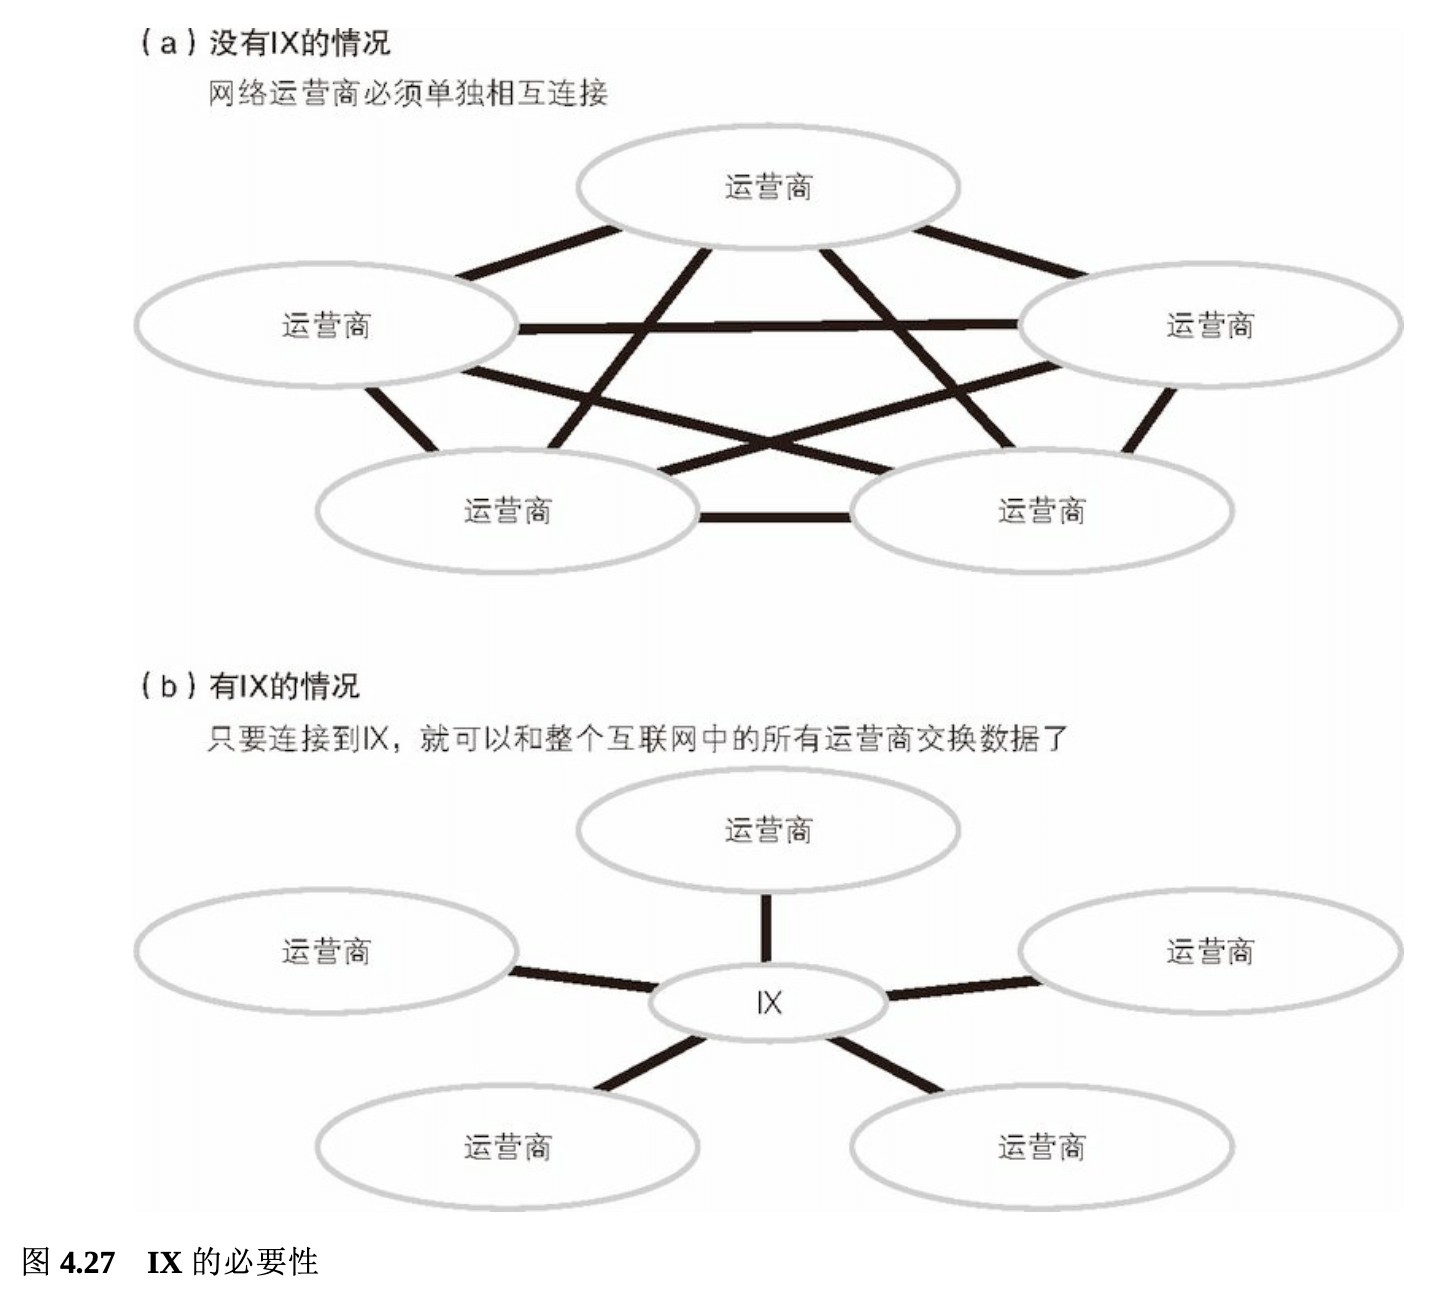 （a）没有IX的情况
网络运营商必须单独相互连接
运营商
运营商
运营商
运营商
运营商
（b）有IX的情况
只要连接到IX，就可以和整个互联网中的所有运营商交换数据了
运营商
运营商
运营商
IX
运营商
运营商
图 4.27 IX 的必要性